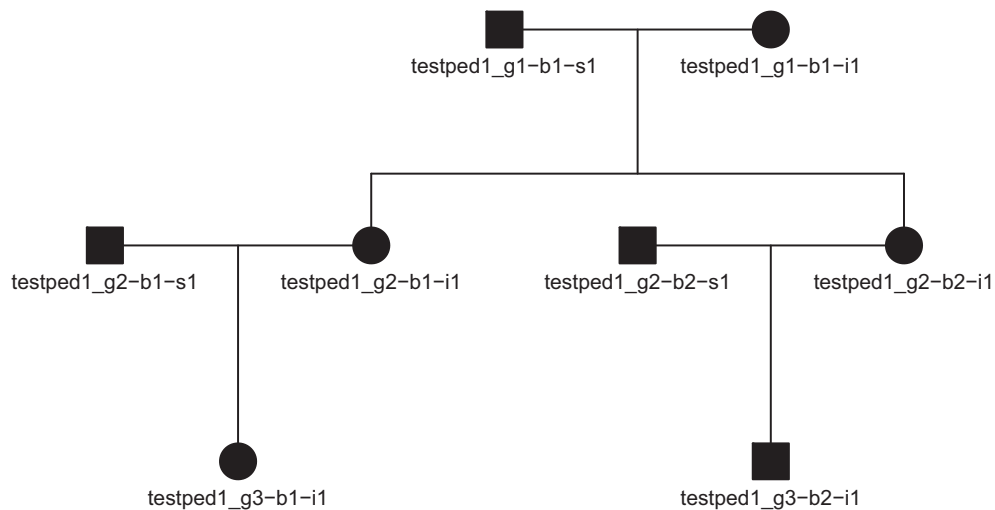 testped1_g1−b1−s1
testped1_g1−b1−i1
testped1_g2−b1−s1
testped1_g2−b1−i1
testped1_g2−b2−s1
testped1_g2−b2−i1
testped1_g3−b1−i1
testped1_g3−b2−i1